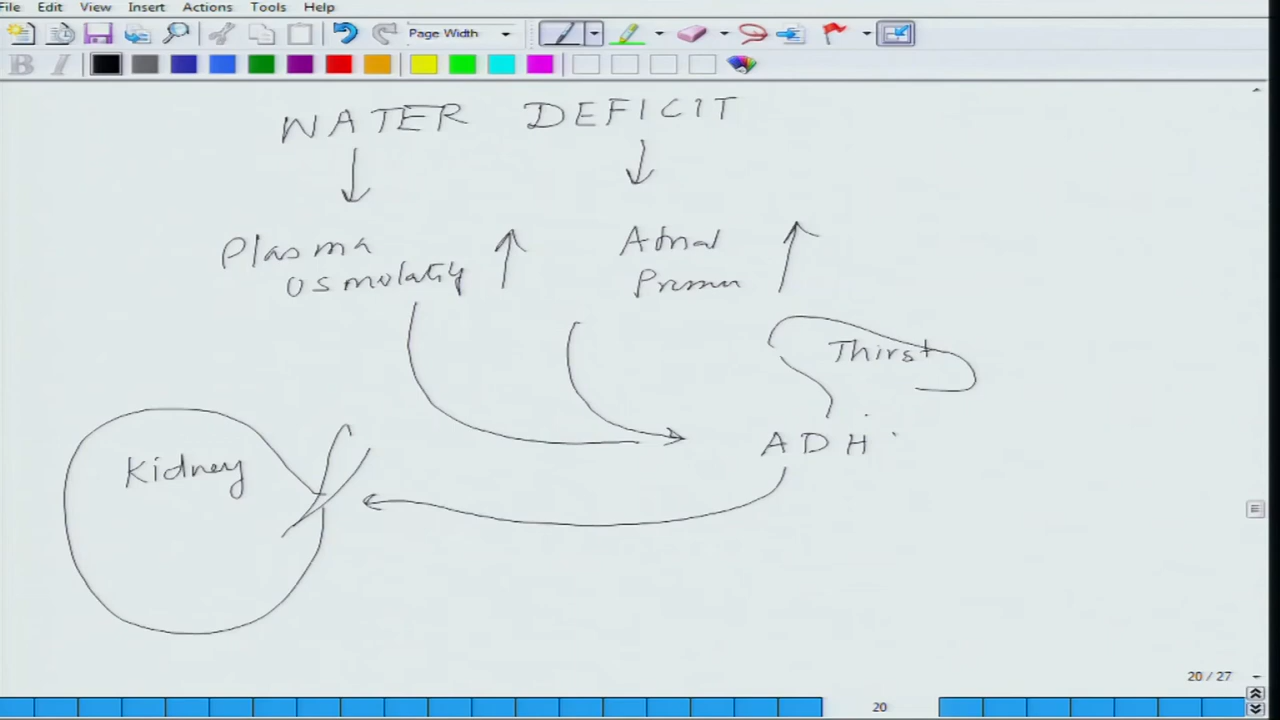 File Edit View Insert Actions Tools Help
Page Width
B I
WATER DEFICIT
Plasma
osmolatiy
Atrial
Pressure
Thirst
ADH
Kidney
20 / 27
20